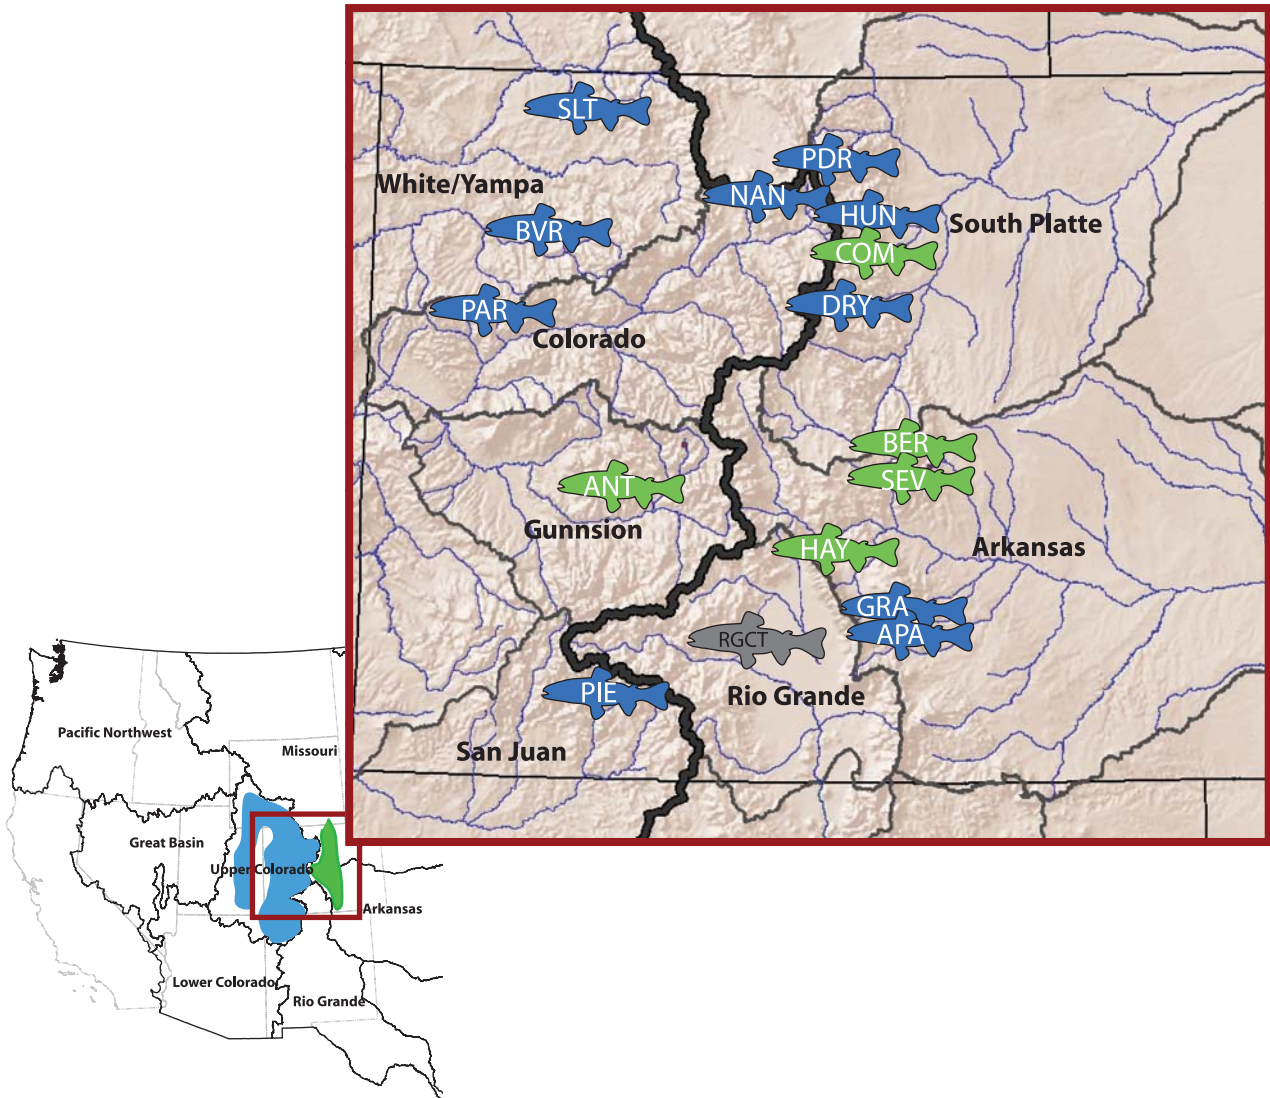 SLT
PDR
White/Yampa
NAN
HUN
South Platte
BVR
COM
PAR
DRY
Colorado
BER
SEV
ANT
Gunnsion
HAY
Arkansas
GRA
APA
RGCT
PIE
Rio Grande
San Juan
Pacific Northwest
Missouri
Great Basin
Upper Colorado
Arkansas
Lower Colorado
Rio Grande